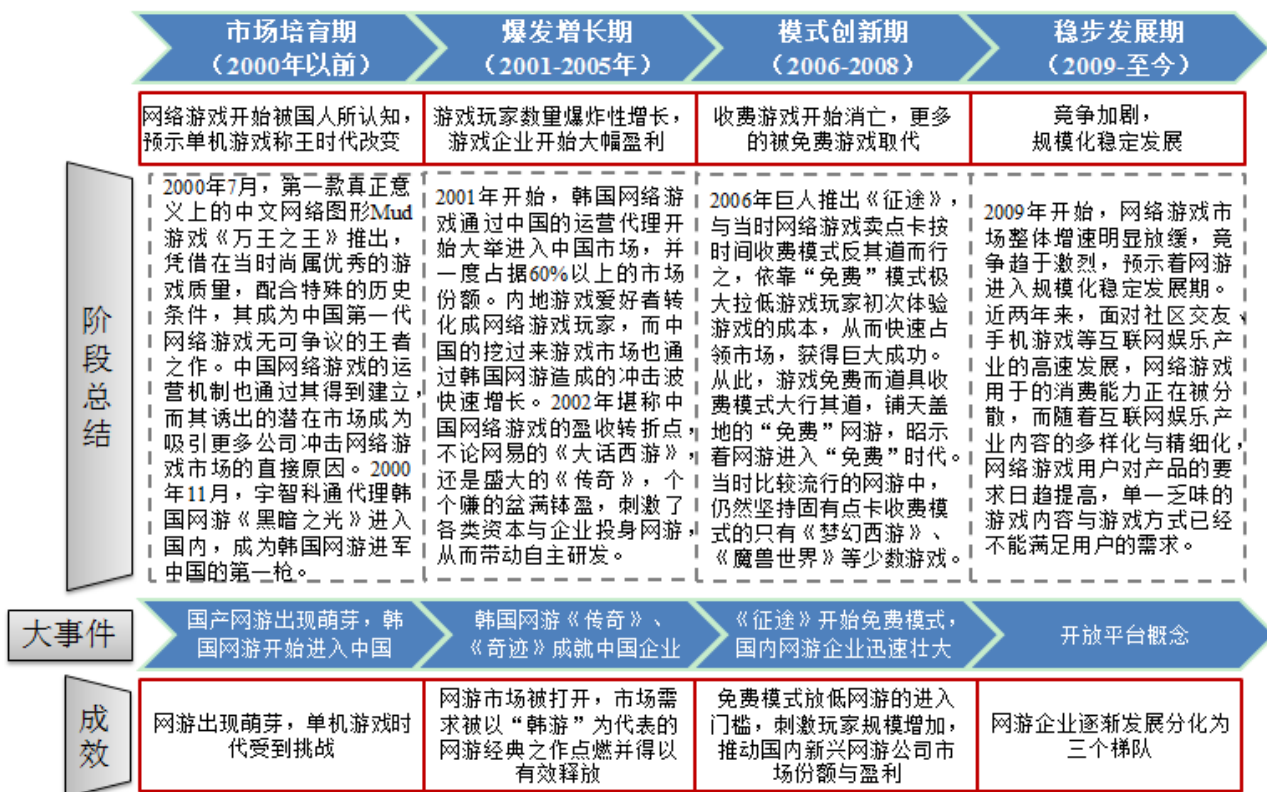 市场培育期
（2000年以前）
爆发增长期
（2001-2005年）
模式创新期
（2006-2008）
稳步发展期
（2009-至今）
网络游戏开始被国人所认知，
预示单机游戏称王时代改变
游戏玩家数量爆炸性增长，
游戏企业开始大幅盈利
收费游戏开始消亡，更多
的被免费游戏取代
竞争加剧，
规模化稳定发展
阶段总结
2000年7月，第一款真正意
义上的中文网络图形Mud
游戏《万王之王》推出，
凭借在当时尚属优秀的游
戏质量，配合特殊的历史
条件，其成为中国第一代
网络游戏无可争议的王者
之作。中国网络游戏的运
营机制也通过其得到建立，
而其诱出的潜在市场成为
吸引更多公司冲击网络游
戏市场的直接原因。2000
年11月，宇智科通代理韩
国网游《黑暗之光》进入
国内，成为韩国网游进军
中国的第一枪。
2001年开始，韩国网络游
戏通过中国的运营代理开
始大举进入中国市场，并
一度占据60%以上的市场
份额。内地游戏爱好者转
化成网络游戏玩家，而中
国的挖过来游戏市场也通
过韩国网游造成的冲击波
快速增长。2002年堪称中
国网络游戏的盈收转折点，
不论网易的《大话西游》，
还是盛大的《传奇》，个
个赚的盆满钵盈，刺激了
各类资本与企业投身网游，
从而带动自主研发。
2006年巨人推出《征途》，
与当时网络游戏卖点卡按
时间收费模式反其道而行
之，依靠“免费”模式极
大拉低游戏玩家初次体验
游戏的成本，从而快速占
领市场，获得巨大成功。
从此，游戏免费而道具收
费模式大行其道，铺天盖
地的“免费”网游，昭示
着网游进入“免费”时代。
当时比较流行的网游中，
仍然坚持固有点卡收费模
式的只有《梦幻西游》、
《魔兽世界》等少数游戏。
2009年开始，网络游戏市
场整体增速明显放缓，竞
争趋于激烈，预示着网游
进入规模化稳定发展期。
近两年来，面对社区交友、
手机游戏等互联网娱乐产
业的高速发展，网络游戏
用于的消费能力正在被分
散，而随着互联网娱乐产
业内容的多样化与精细化，
网络游戏用户对产品的要
求日趋提高，单一乏味的
游戏内容与游戏方式已经
不能满足用户的需求。
大事件
国产网游出现萌芽，韩
国网游开始进入中国
韩国网游《传奇》、
《奇迹》成就中国企业
《征途》开始免费模式，
国内网游企业迅速壮大
开放平台概念
成效
网游出现萌芽，单机游戏时
代受到挑战
网游市场被打开，市场需
求被以“韩游”为代表的
网游经典之作点燃并得以
有效释放
免费模式放低网游的进入
门槛，刺激玩家规模增加，
推动国内新兴网游公司市
场份额与盈利
网游企业逐渐发展分化为
三个梯队